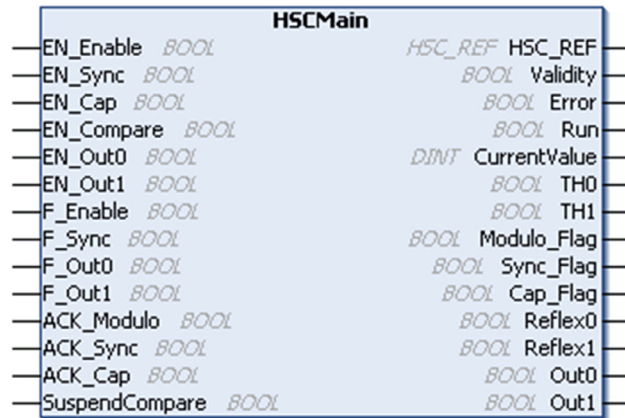 HSCMain
EN_Enable BOOL HSC_REF HSC_REF
EN_Sync BOOL BOOL Validity
EN_Cap BOOL BOOL Error
EN_Compare BOOL BOOL Run
EN_Out0 BOOL DINT CurrentValue
EN_Out1 BOOL BOOL TH0
F_Enable BOOL BOOL TH1
F_Sync BOOL BOOL Modulo_Flag
F_Out0 BOOL BOOL Sync_Flag
F_Out1 BOOL BOOL Cap_Flag
ACK_Modulo BOOL BOOL Reflex0
ACK_Sync BOOL BOOL Reflex1
ACK_Cap BOOL BOOL Out0
SuspendCompare BOOL BOOL Out1